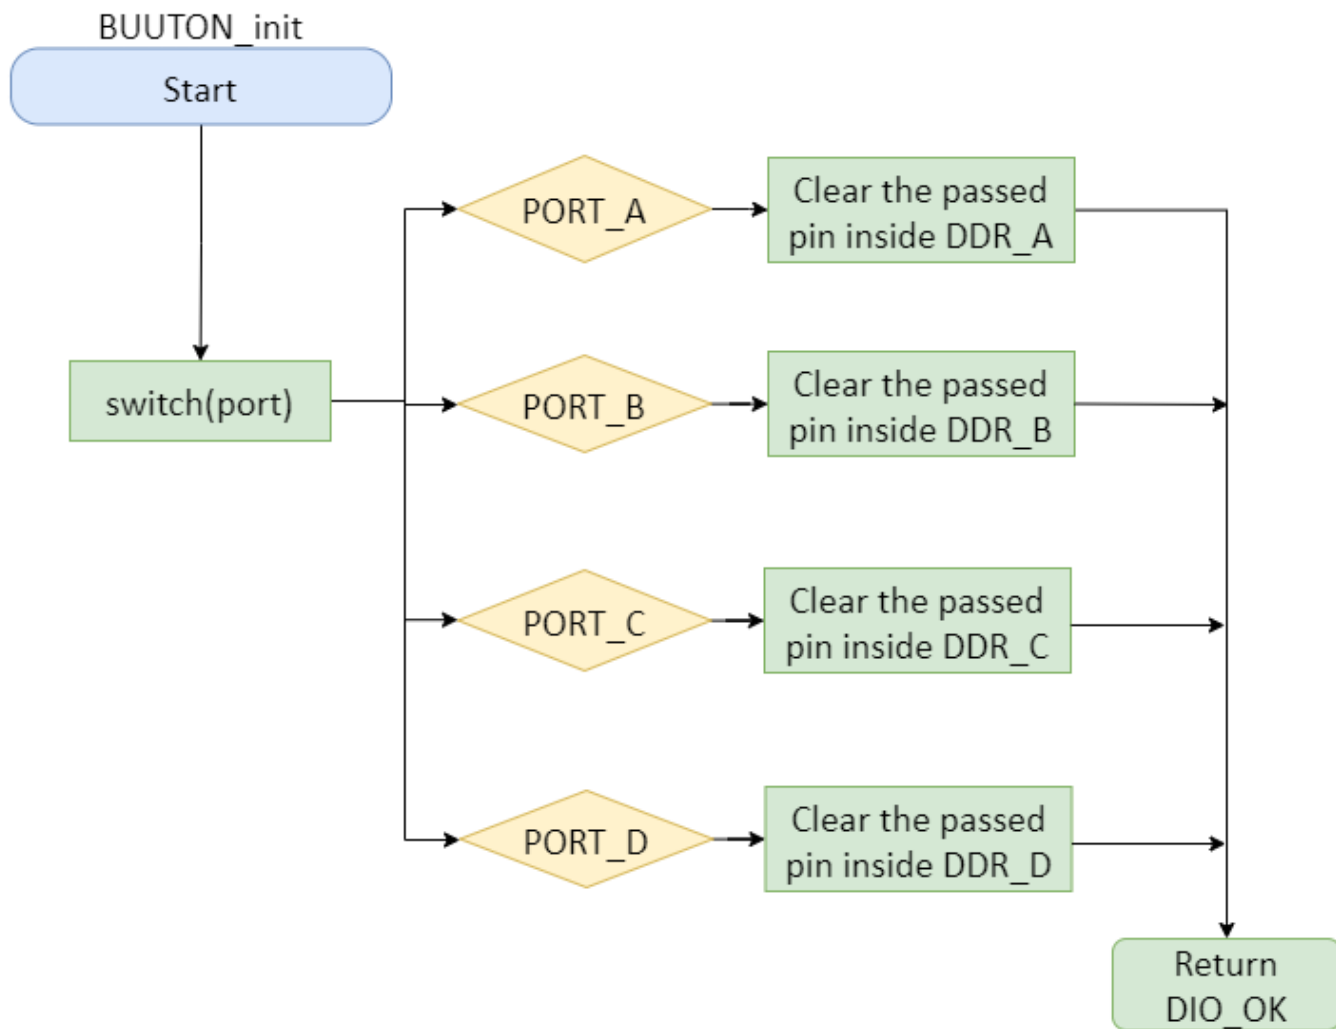 BUUTON_init
Start
switch(port)
PORT_A
Clear the passed
pin inside DDR_A
PORT_B
Clear the passed
pin inside DDR_B
PORT_C
Clear the passed
pin inside DDR_C
PORT_D
Clear the passed
pin inside DDR_D
Return
DIO_OK